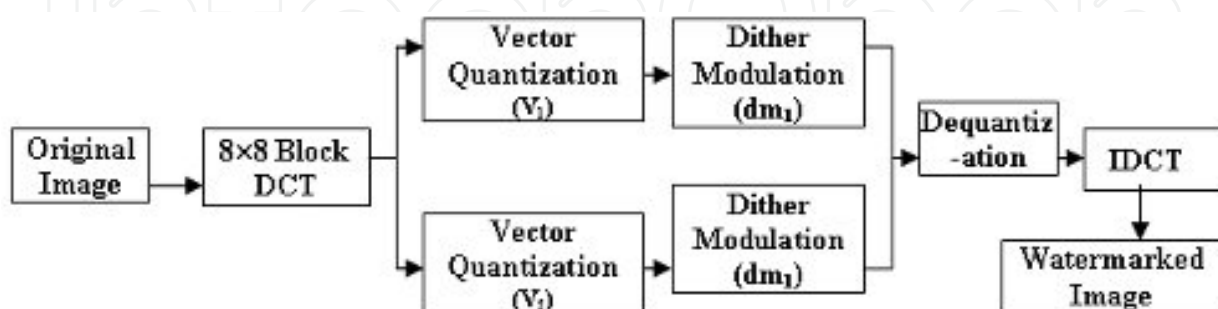 Original
Image
8×8 Block
DCT
Vector
Quantization
(V₁)
Dither
Modulation
(dm₁)
Vector
Quantization
(V₁)
Dither
Modulation
(dm₁)
Dequantiz
-ation
IDCT
Watermarked
Image